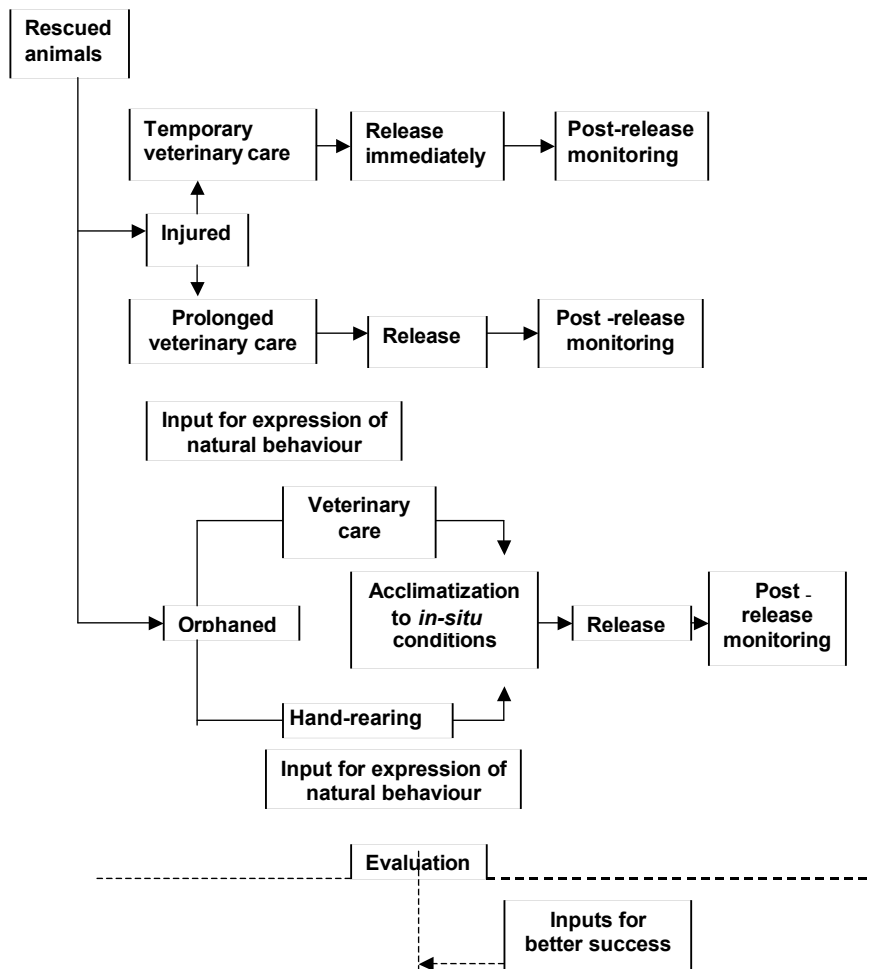 Rescued
animals
Temporary
veterinary care
Release
immediately
Post-release
monitoring
Injured
Prolonged
veterinary care
Release
Post -release
monitoring
Input for expression of
natural behaviour
Veterinary
care
Acclimatization
to in-situ
conditions
Post -
release
monitoring
Orphaned
Release
Hand-rearing
Input for expression of
natural behaviour
Evaluation
Inputs for
better success